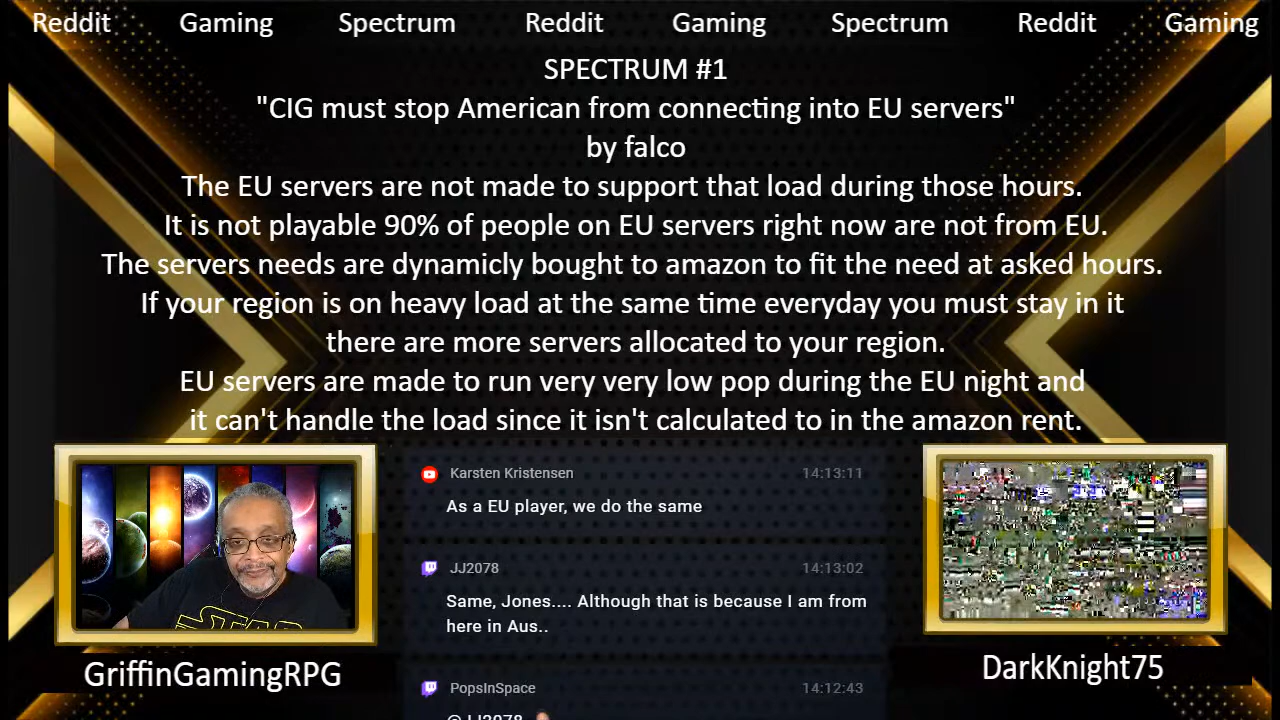 Reddit Gaming Spectrum Reddit Gaming Spectrum Reddit Gaming
SPECTRUM #1
"CIG must stop American from connecting into EU servers"
by falco
The EU servers are not made to support that load during those hours.
It is not playable 90% of people on EU servers right now are not from EU.
The servers needs are dynamicly bought to amazon to fit the need at asked hours.
If your region is on heavy load at the same time everyday you must stay in it
there are more servers allocated to your region.
EU servers are made to run very very low pop during the EU night and
it can't handle the load since it isn't calculated to in the amazon rent.
Karsten Kristensen 14:13:11
As a EU player, we do the same
JJ2078 14:13:02
Same, Jones.... Although that is because I am from
here in Aus..
PopsInSpace 14:12:43
@JJ2078
STAR
GriffinGamingRPG
DarkKnight75